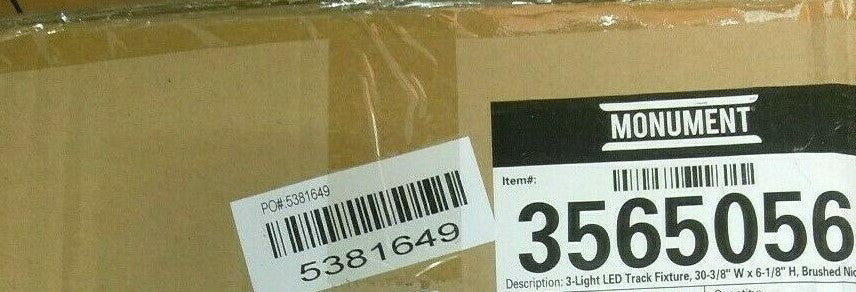 MONUMENT
PO#:5381649
5381649
Item#:
3565056
Description: 3-Light LED Track Fixture, 30-3/8" W x 6-1/8" H, Brushed Nic